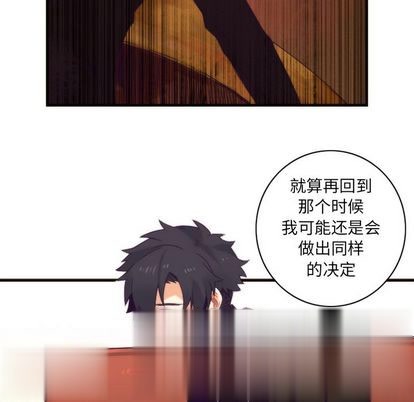 就算再回到
那个时候
我可能还是会
做出同样
的决定